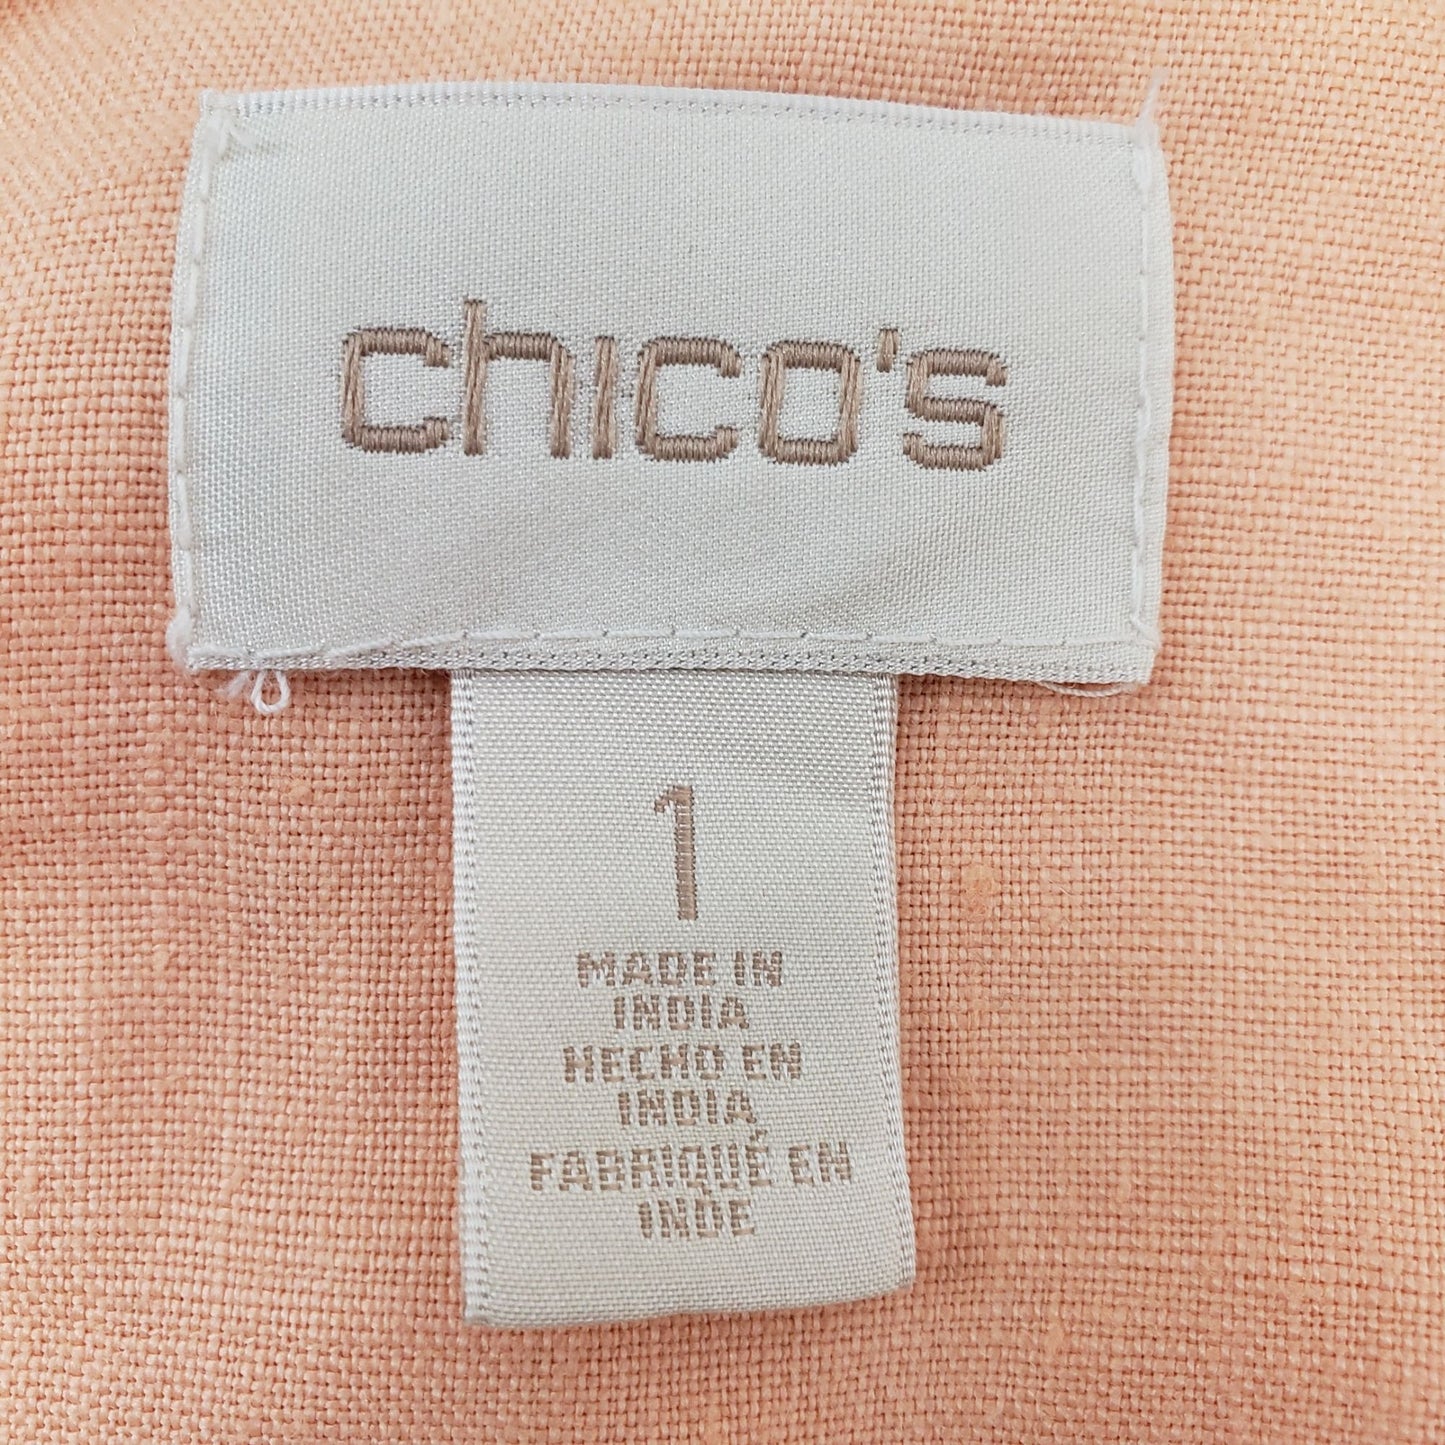 chico's
1
MADE IN
INDIA
HECHO EN
INDIA
FABRIQUÉ EN
INDE